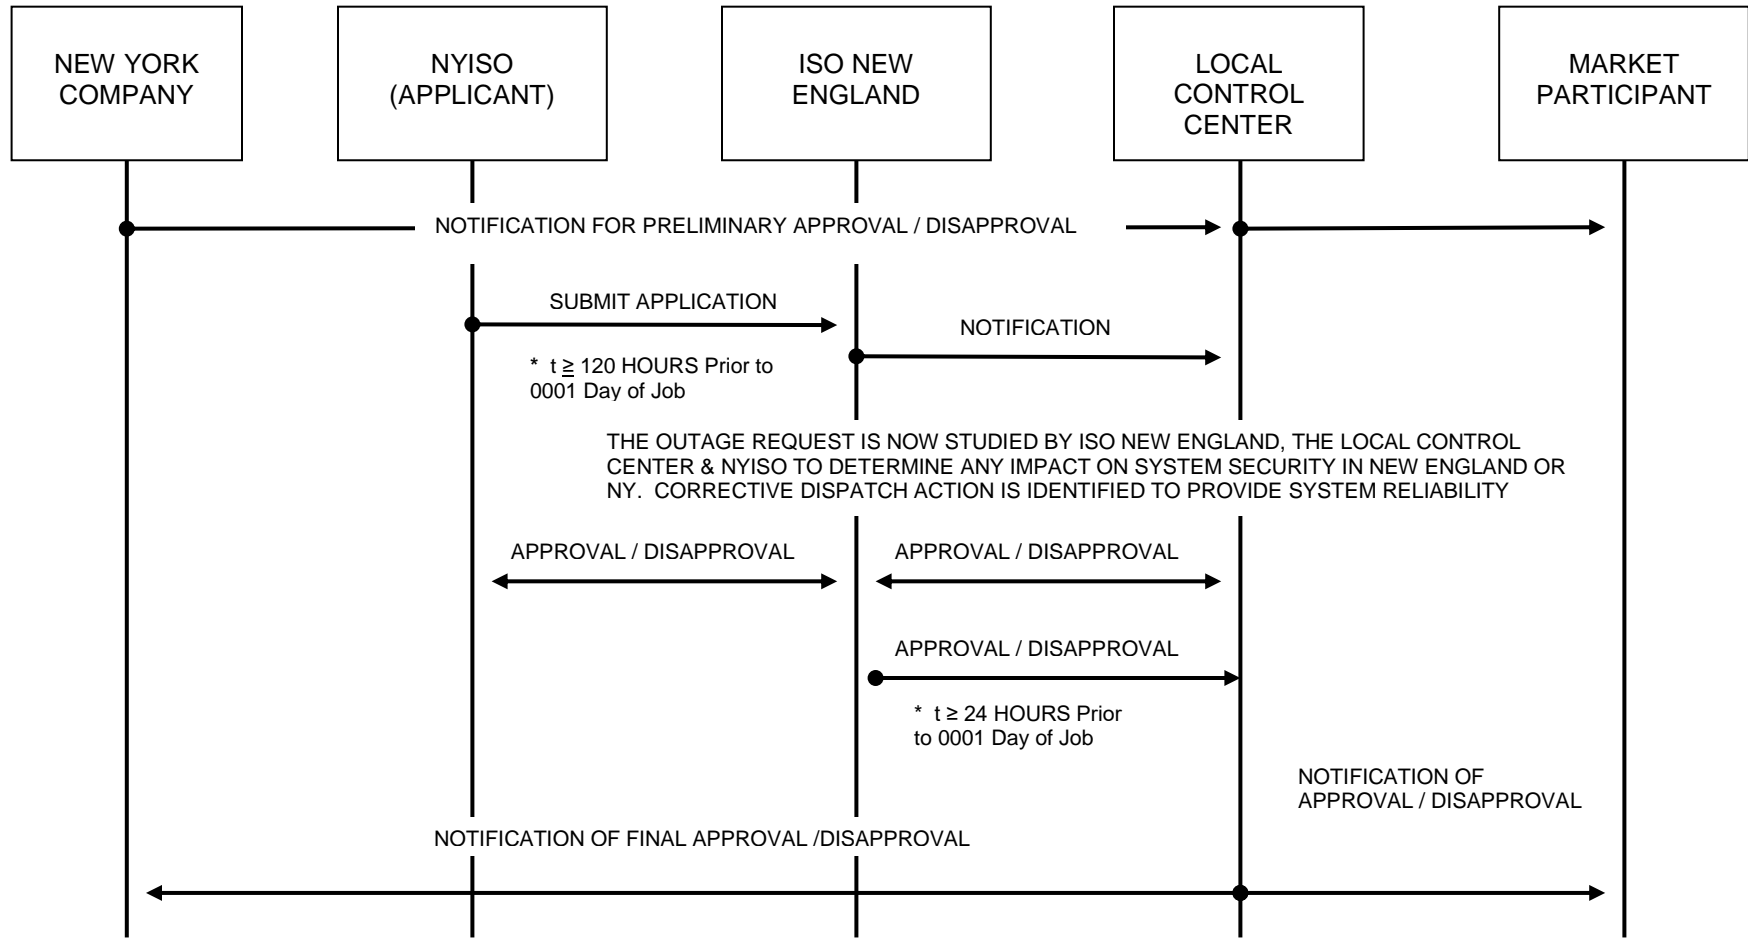 NEW YORK
COMPANY
NYISO
(APPLICANT)
ISO NEW
ENGLAND
LOCAL
CONTROL
CENTER
MARKET
PARTICIPANT
NOTIFICATION FOR PRELIMINARY APPROVAL / DISAPPROVAL
SUBMIT APPLICATION
NOTIFICATION
* t ≥ 120 HOURS Prior to
0001 Day of Job
THE OUTAGE REQUEST IS NOW STUDIED BY ISO NEW ENGLAND, THE LOCAL CONTROL
CENTER & NYISO TO DETERMINE ANY IMPACT ON SYSTEM SECURITY IN NEW ENGLAND OR
NY. CORRECTIVE DISPATCH ACTION IS IDENTIFIED TO PROVIDE SYSTEM RELIABILITY
APPROVAL / DISAPPROVAL
APPROVAL / DISAPPROVAL
APPROVAL / DISAPPROVAL
* t ≥ 24 HOURS Prior
to 0001 Day of Job
NOTIFICATION OF
APPROVAL / DISAPPROVAL
NOTIFICATION OF FINAL APPROVAL /DISAPPROVAL